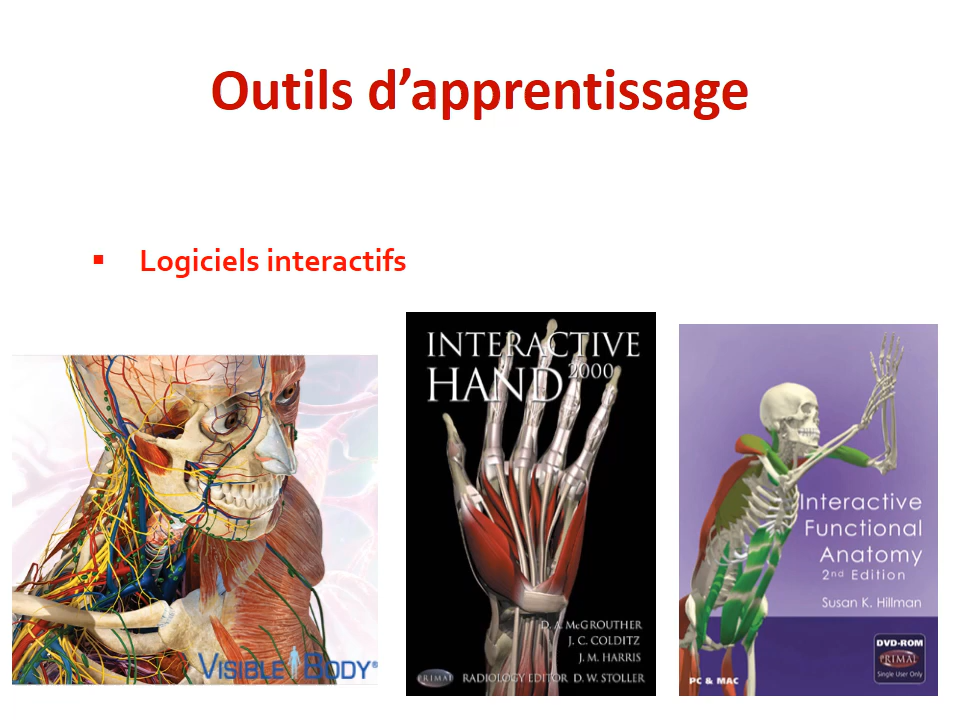 Outils d’apprentissage
▪ Logiciels interactifs
VISIBLE BODY®
INTERACTIVE
HAND 2000
D. A. McGROUTHER
J. C. COLDITZ
J. M. HARRIS
PRIMAL RADIOLOGY EDITOR D. W. STOLLER
Interactive
Functional
Anatomy
2nd Edition
Susan K. Hillman
DVD-ROM
PRIMAL
Single User Only
PC & MAC